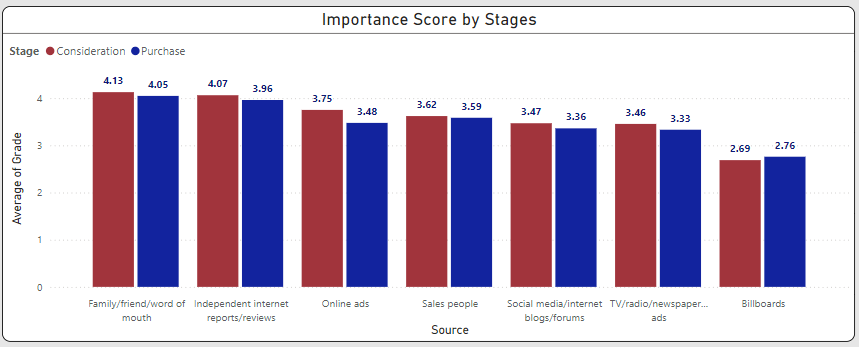 Importance Score by Stages
Stage Consideration Purchase
Average of Grade
4
3
2
1
0
4.13 4.05 4.07 3.96 3.75 3.48 3.62 3.59 3.47 3.36 3.46 3.33 2.69 2.76
Family/friend/word of
mouth
Independent internet
reports/reviews
Online ads
Sales people
Social media/internet
blogs/forums
TV/radio/newspaper...
ads
Billboards
Source